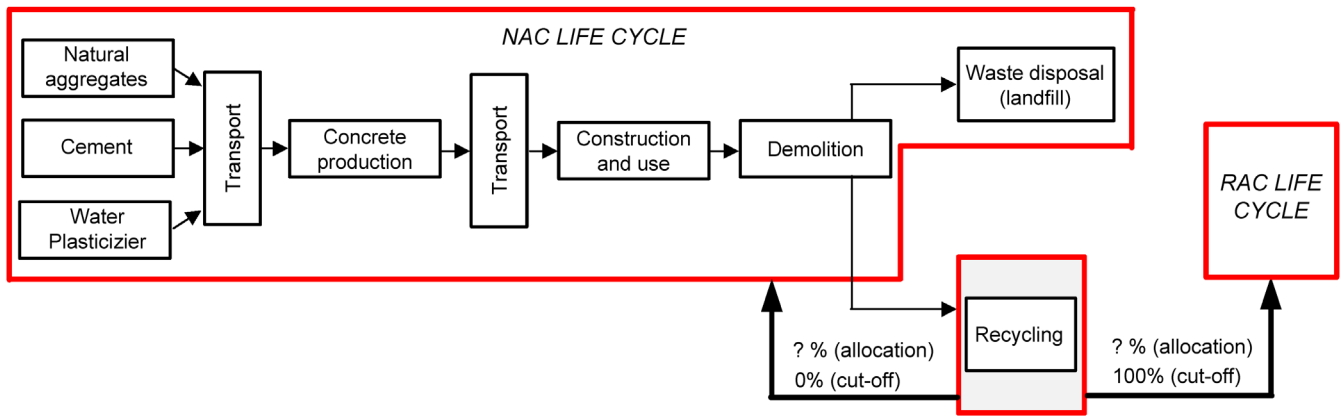 NAC LIFE CYCLE
Natural
aggregates
Cement
Water
Plasticizier
Transport
Concrete
production
Transport
Construction
and use
Demolition
Waste disposal
(landfill)
Recycling
? % (allocation)
0% (cut-off)
? % (allocation)
100% (cut-off)
RAC LIFE
CYCLE